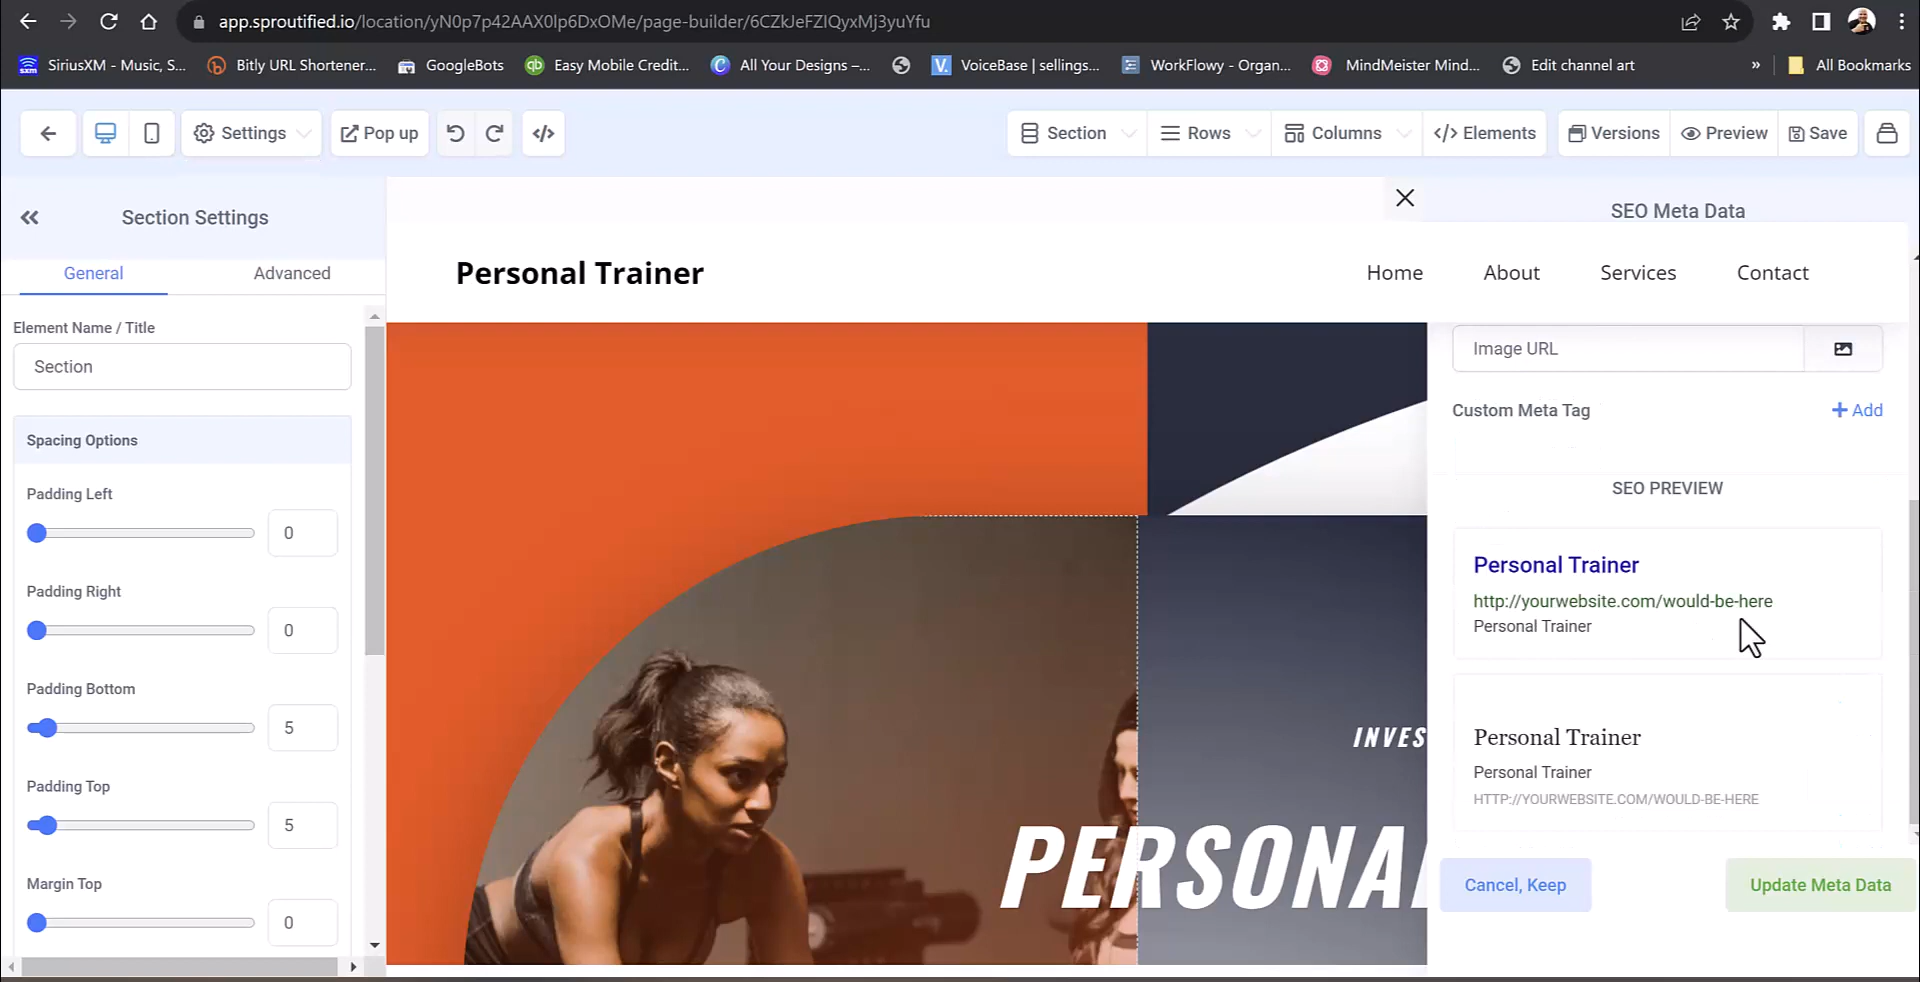 app.sproutified.io/location/yN0p7p42AAX0lp6DxOMe/page-builder/6CZkJeFZIQyxMj3yuYfu
SiriusXM - Music, S...
Bitly URL Shortener...
GoogleBots
Easy Mobile Credit...
All Your Designs –...
VoiceBase | sellings...
WorkFlowy - Organ...
MindMeister Mind...
Edit channel art
»
All Bookmarks
Settings
Pop up
Section
Rows
Columns
Elements
Versions
Preview
Save
Section Settings
General
Advanced
Element Name / Title
Section
Spacing Options
Padding Left
0
Padding Right
0
Padding Bottom
5
Padding Top
5
Margin Top
0
Personal Trainer
Home
About
Services
Contact
INVES
PERSONAL
SEO Meta Data
Image URL
Custom Meta Tag
+ Add
SEO PREVIEW
Personal Trainer
http://yourwebsite.com/would-be-here
Personal Trainer
Personal Trainer
Personal Trainer
HTTP://YOURWEBSITE.COM/WOULD-BE-HERE
Cancel, Keep
Update Meta Data